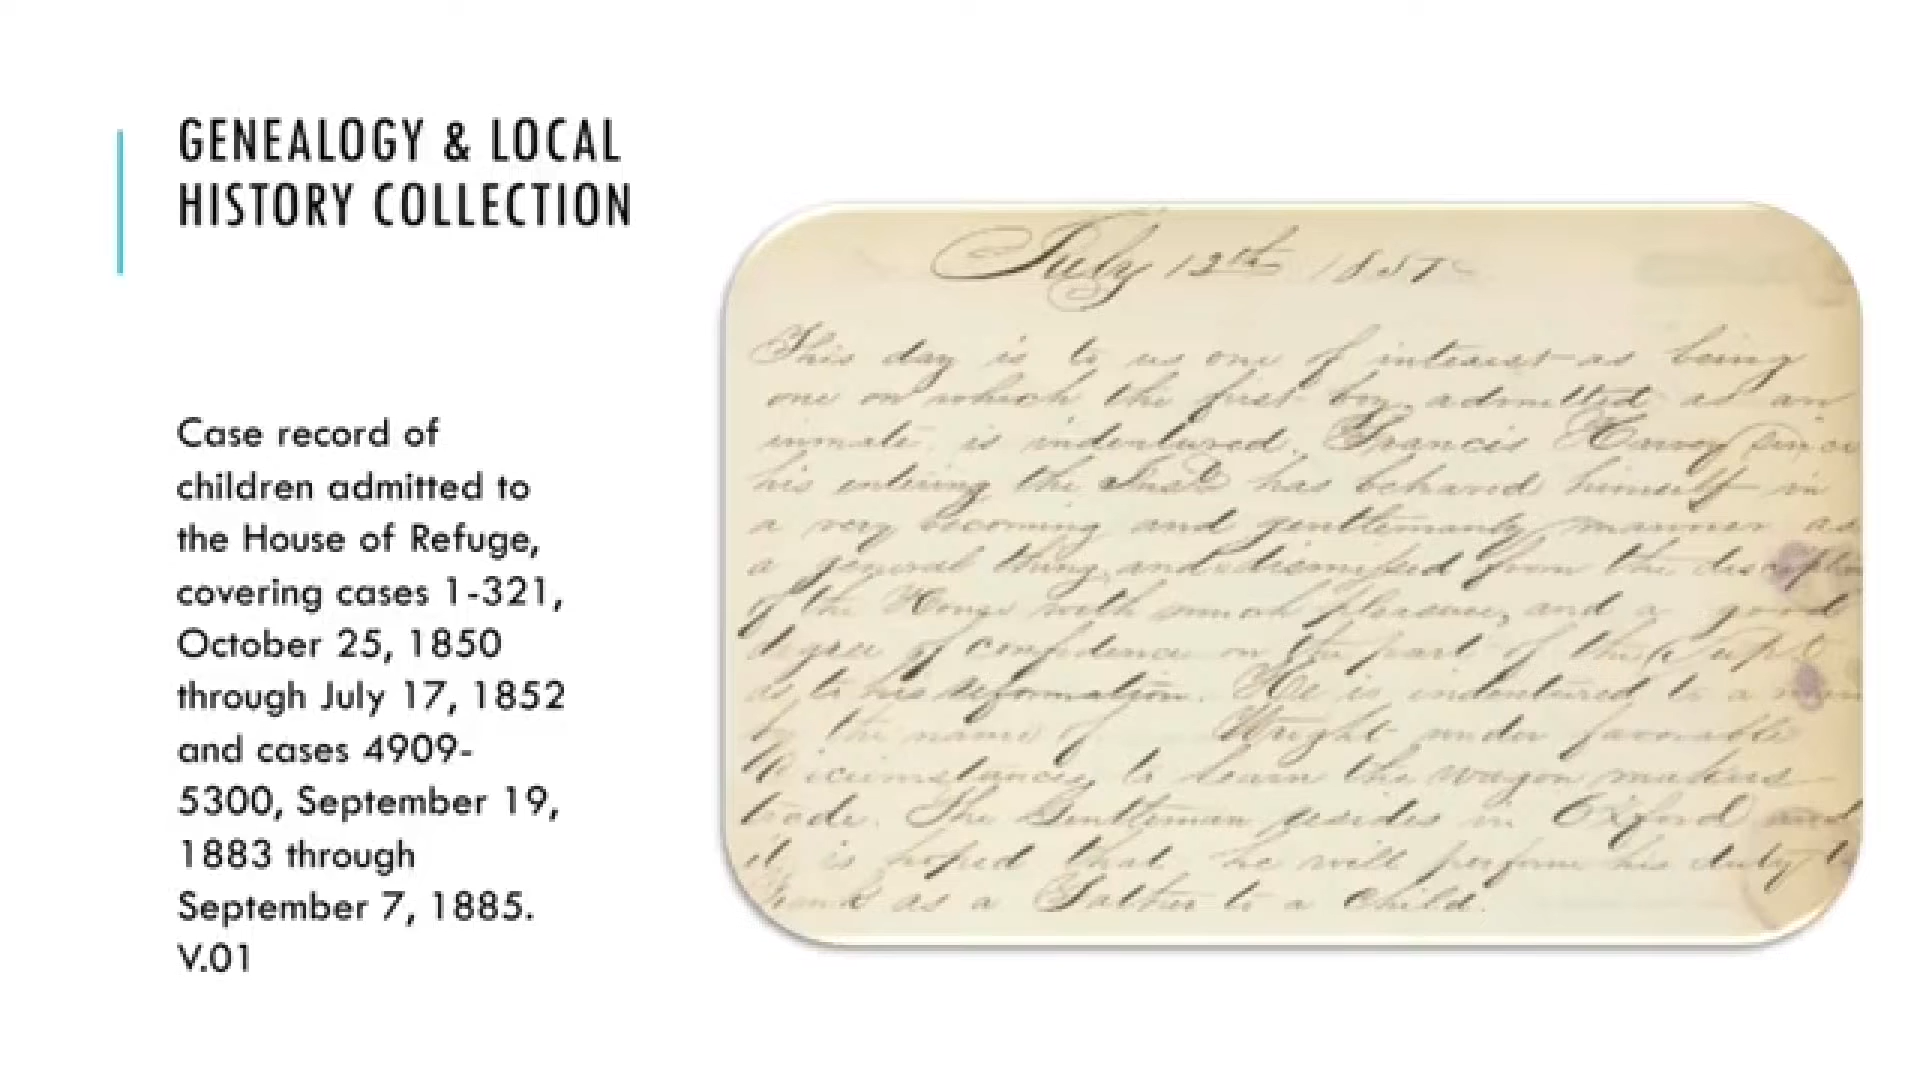 GENEALOGY & LOCAL
HISTORY COLLECTION
Case record of
children admitted to
the House of Refuge,
covering cases 1-321,
October 25, 1850
through July 17, 1852
and cases 4909-
5300, September 19,
1883 through
September 7, 1885.
V.01
July 12th
This day is to us one of interest as being
one on which the first boy, admitted as an
inmate, is indentured. Francis Harvey since
his entering the Inst has behaved himself in
a very becoming and gentlemanly manner as
a general thing, and dismissed from the discipline
of the House with much pleasure, and a good
degree of confidence on the part of the Supt
as to his reformation. He is indentured to a man
by the name of Wright under favorable
circumstances, to learn the wagon makers
trade. The Gentleman resides in Oxford and
it is hoped that he will perform his duty to
as a Father to a Child.